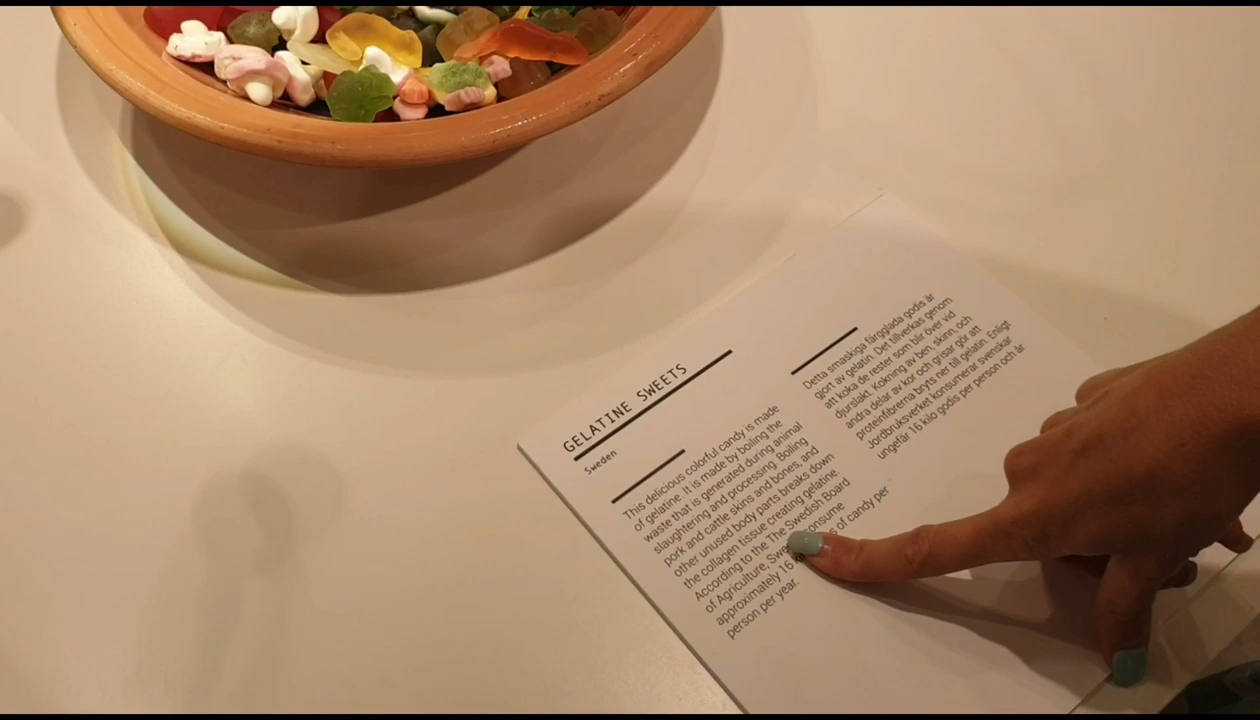 GELATINE SWEETS
Sweden
This delicious colorful candy is made
of gelatine. It is made by boiling the
waste that is generated during animal
slaughtering and processing. Boiling
pork and cattle skins and bones, and
other unused body parts breaks down
the collagen tissue creating gelatine.
According to the The Swedish Board
of Agriculture, consume
approximately 16 of candy per
person per year.
Detta smaskiga färgglada godis är
gjort av gelatin. Det tillverkas genom
att koka de rester som blir över vid
djurslakt. Kokning av ben, skinn, och
andra delar av kor och grisar gör att
proteinfibrerna bryts ner till gelatin. Enligt
Jordbruksverket konsumerar svenskar
ungefär 16 kilo godis per person och år.